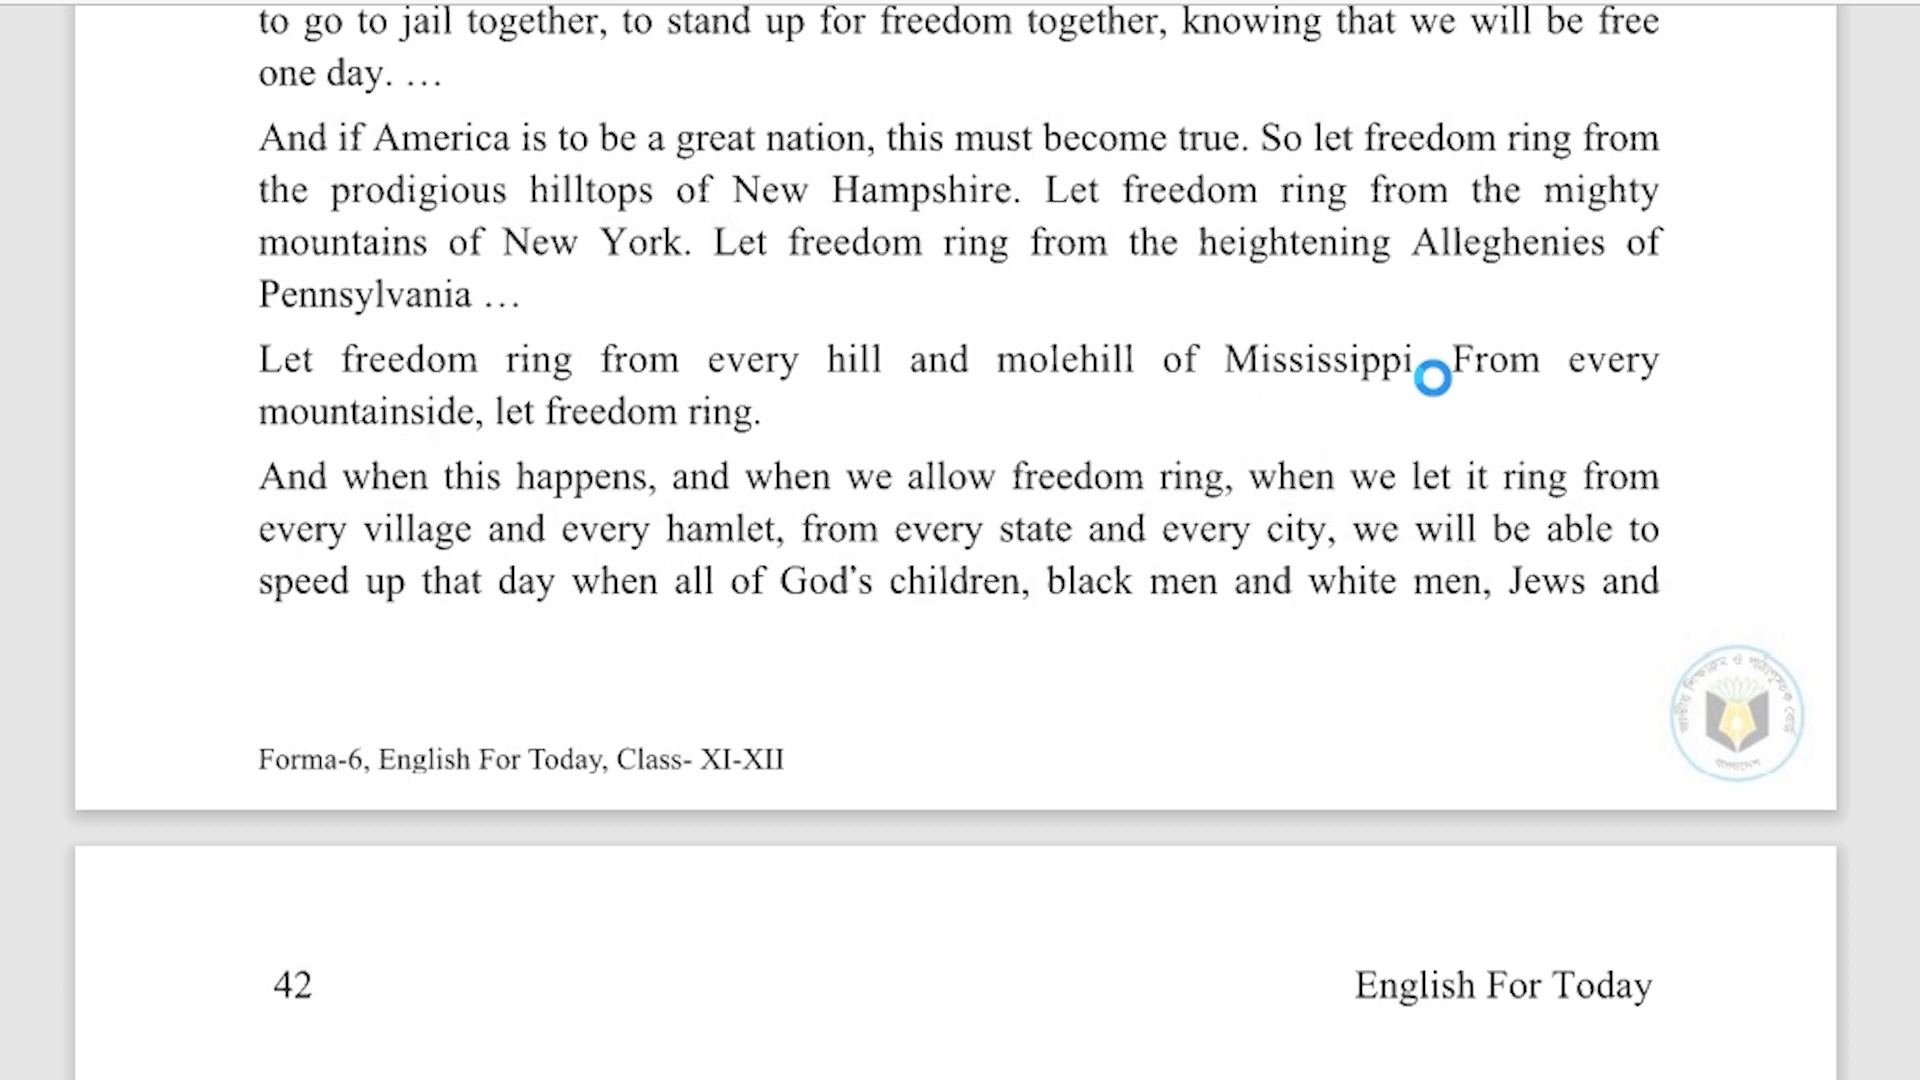 to go to jail together, to stand up for freedom together, knowing that we will be free
one day. …
And if America is to be a great nation, this must become true. So let freedom ring from
the prodigious hilltops of New Hampshire. Let freedom ring from the mighty
mountains of New York. Let freedom ring from the heightening Alleghenies of
Pennsylvania …
Let freedom ring from every hill and molehill of Mississippi From every
mountainside, let freedom ring.
And when this happens, and when we allow freedom ring, when we let it ring from
every village and every hamlet, from every state and every city, we will be able to
speed up that day when all of God’s children, black men and white men, Jews and
জাতীয় শিক্ষাক্রম ও পাঠ্যপুস্তক বোর্ড
বাংলাদেশ
Forma-6, English For Today, Class- XI-XII
42 English For Today